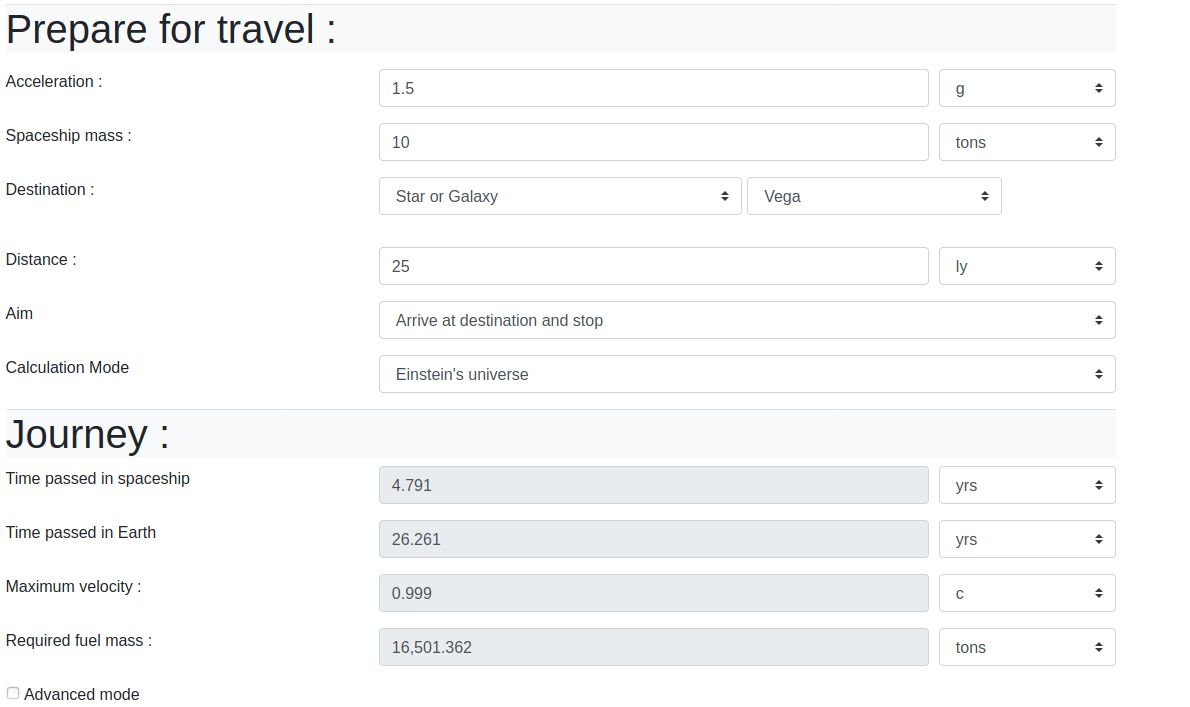 Prepare for travel :
Acceleration : 1.5 g
Spaceship mass : 10 tons
Destination : Star or Galaxy Vega
Distance : 25 ly
Aim Arrive at destination and stop
Calculation Mode Einstein's universe
Journey :
Time passed in spaceship 4.791 yrs
Time passed in Earth 26.261 yrs
Maximum velocity : 0.999 c
Required fuel mass : 16,501.362 tons
Advanced mode